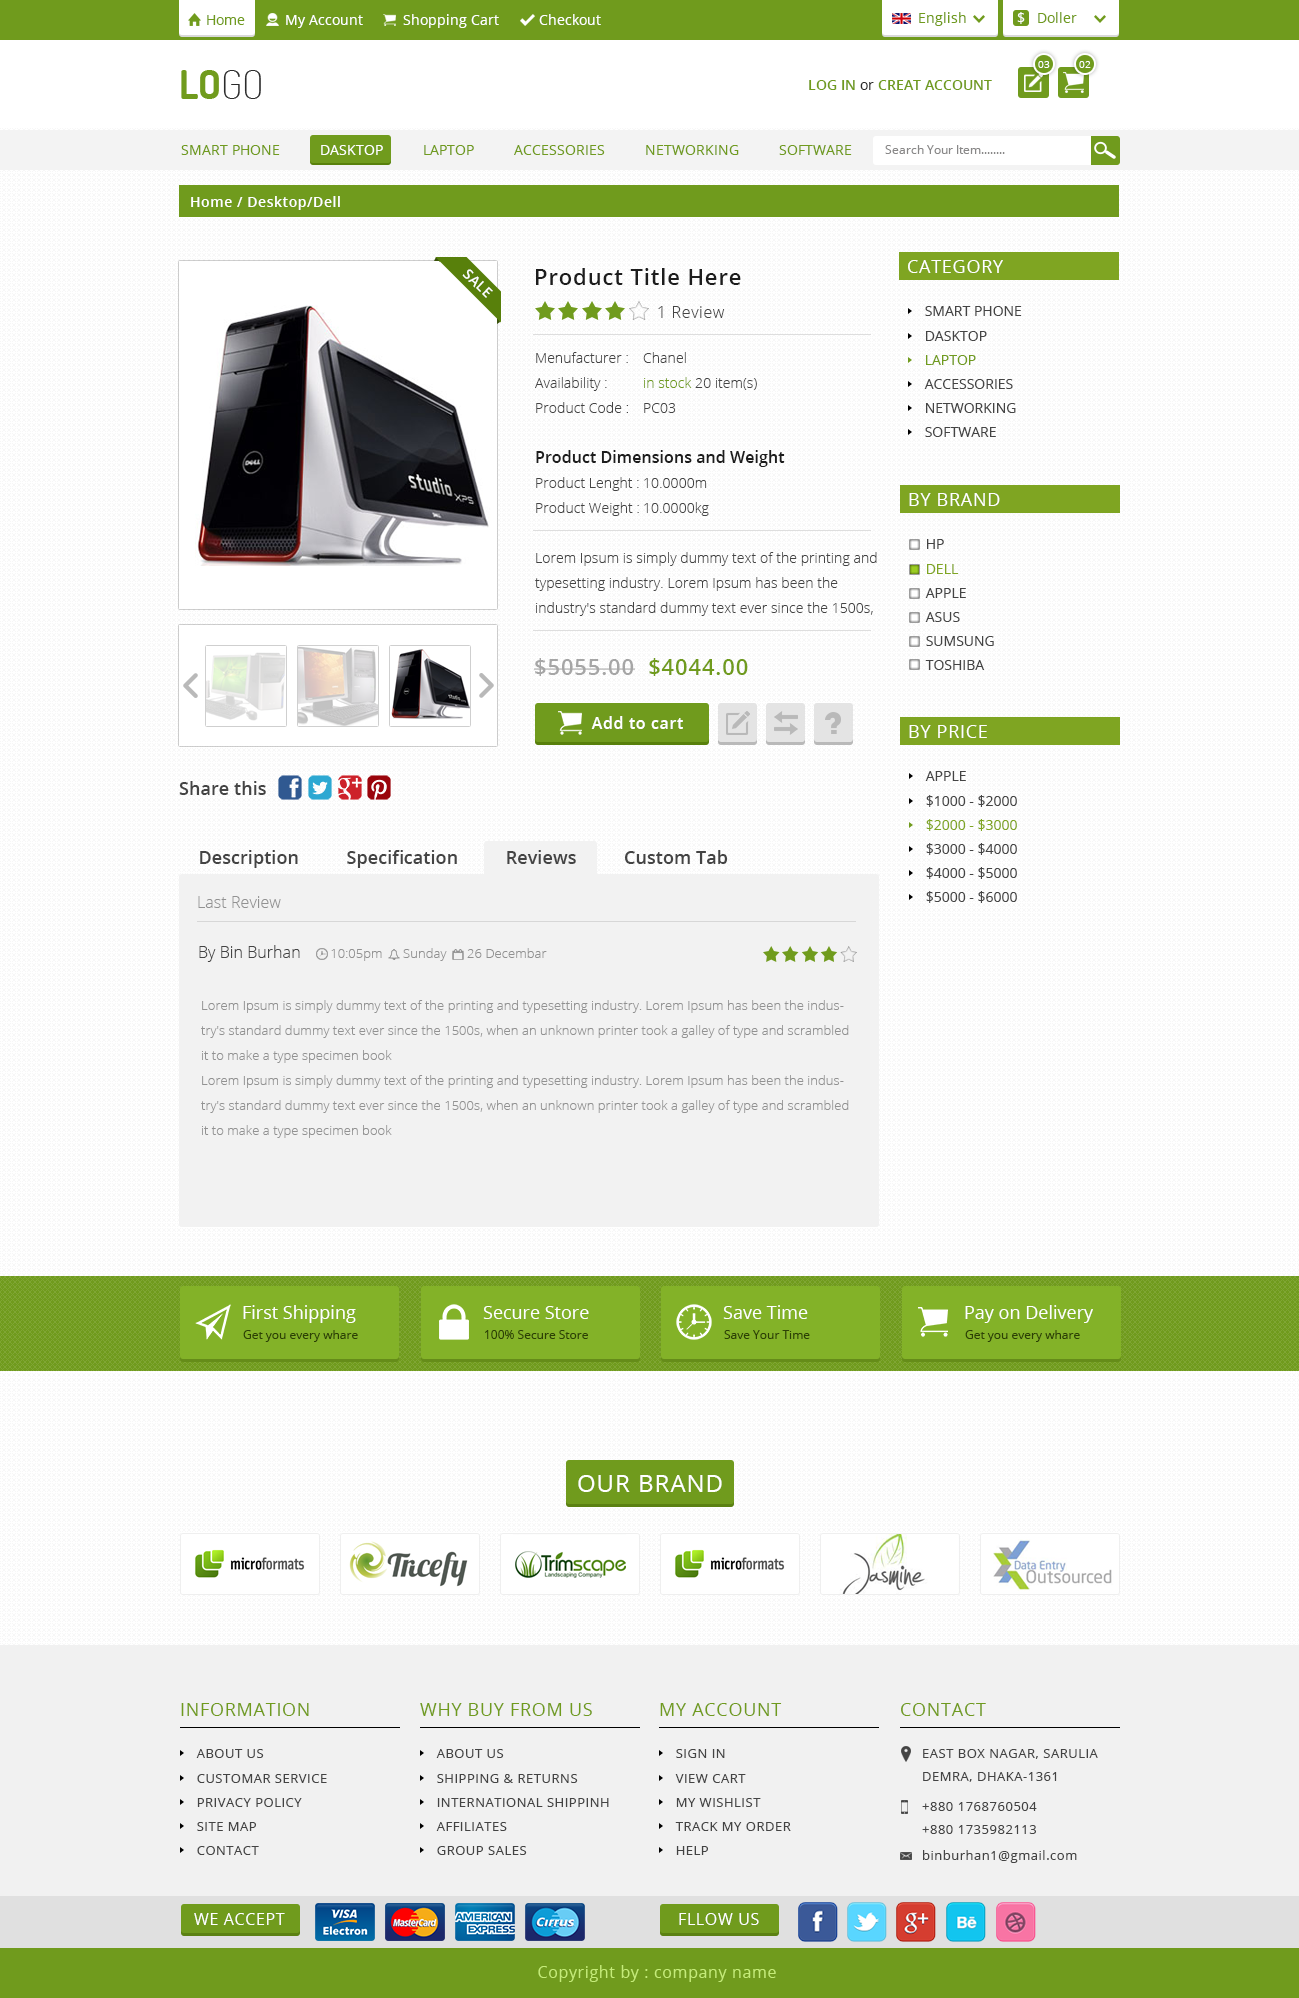 Home My Account Shopping Cart Checkout English $ Doller
LOGO
LOG IN or CREAT ACCOUNT 03 02
SMART PHONE DASKTOP LAPTOP ACCESSORIES NETWORKING SOFTWARE Search Your Item........
Home / Desktop/Dell
SALE
DELL
studio XPS
DELL
studio
Product Title Here
1 Review
Menufacturer : Chanel
Availability : in stock 20 item(s)
Product Code : PC03
Product Dimensions and Weight
Product Lenght : 10.0000m
Product Weight : 10.0000kg
Lorem Ipsum is simply dummy text of the printing and
typesetting industry. Lorem Ipsum has been the
industry's standard dummy text ever since the 1500s,
$5055.00 $4044.00
Add to cart ?
Share this f g+
Description Specification Reviews Custom Tab
Last Review
By Bin Burhan 10:05pm Sunday 26 Decembar
Lorem Ipsum is simply dummy text of the printing and typesetting industry. Lorem Ipsum has been the indus-
try's standard dummy text ever since the 1500s, when an unknown printer took a galley of type and scrambled
it to make a type specimen book
Lorem Ipsum is simply dummy text of the printing and typesetting industry. Lorem Ipsum has been the indus-
try's standard dummy text ever since the 1500s, when an unknown printer took a galley of type and scrambled
it to make a type specimen book
CATEGORY
SMART PHONE
DASKTOP
LAPTOP
ACCESSORIES
NETWORKING
SOFTWARE
BY BRAND
HP
DELL
APPLE
ASUS
SUMSUNG
TOSHIBA
BY PRICE
APPLE
$1000 - $2000
$2000 - $3000
$3000 - $4000
$4000 - $5000
$5000 - $6000
First Shipping
Get you every whare
Secure Store
100% Secure Store
Save Time
Save Your Time
Pay on Delivery
Get you every whare
OUR BRAND
microformats
Tricefy
Trimscape
Landscaping Company
microformats
Jasmine
Data Entry
Outsourced
INFORMATION
ABOUT US
CUSTOMAR SERVICE
PRIVACY POLICY
SITE MAP
CONTACT
WHY BUY FROM US
ABOUT US
SHIPPING & RETURNS
INTERNATIONAL SHIPPINH
AFFILIATES
GROUP SALES
MY ACCOUNT
SIGN IN
VIEW CART
MY WISHLIST
TRACK MY ORDER
HELP
CONTACT
EAST BOX NAGAR, SARULIA
DEMRA, DHAKA-1361
+880 1768760504
+880 1735982113
binburhan1@gmail.com
WE ACCEPT
VISA
Electron
MasterCard
AMERICAN
EXPRESS
Cirrus
FLLOW US
f g+ Bē
Copyright by : company name